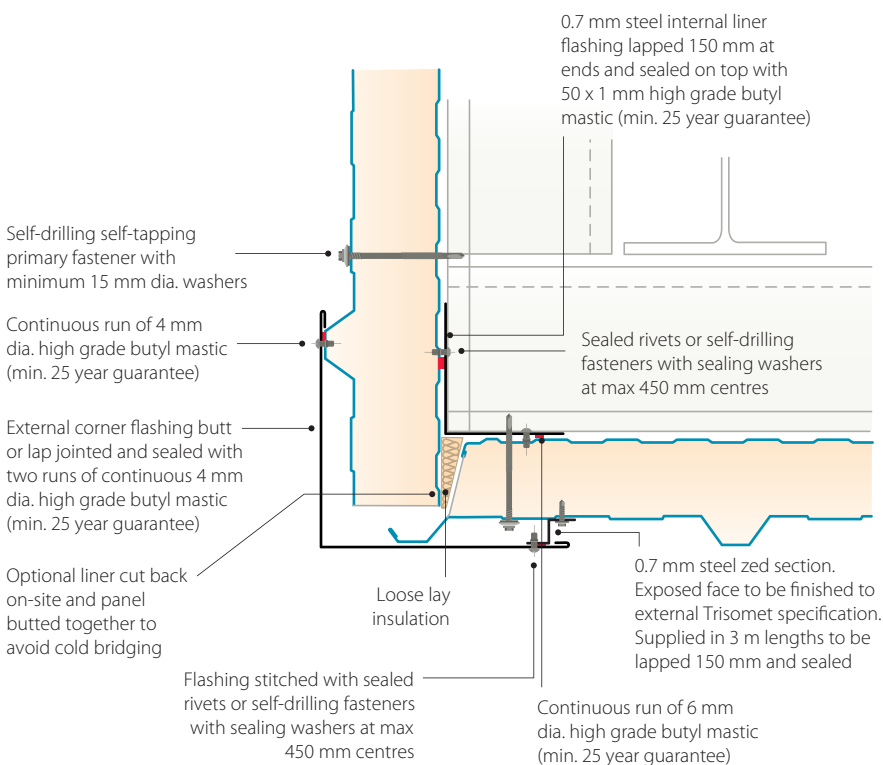 0.7 mm steel internal liner
flashing lapped 150 mm at
ends and sealed on top with
50 x 1 mm high grade butyl
mastic (min. 25 year guarantee)
Self-drilling self-tapping
primary fastener with
minimum 15 mm dia. washers
Continuous run of 4 mm
dia. high grade butyl mastic
(min. 25 year guarantee)
Sealed rivets or self-drilling
fasteners with sealing washers
at max 450 mm centres
External corner flashing butt
or lap jointed and sealed with
two runs of continuous 4 mm
dia. high grade butyl mastic
(min. 25 year guarantee)
Optional liner cut back
on-site and panel
butted together to
avoid cold bridging
Loose lay
insulation
0.7 mm steel zed section.
Exposed face to be finished to
external Trisomet specification.
Supplied in 3 m lengths to be
lapped 150 mm and sealed
Flashing stitched with sealed
rivets or self-drilling fasteners
with sealing washers at max
450 mm centres
Continuous run of 6 mm
dia. high grade butyl mastic
(min. 25 year guarantee)